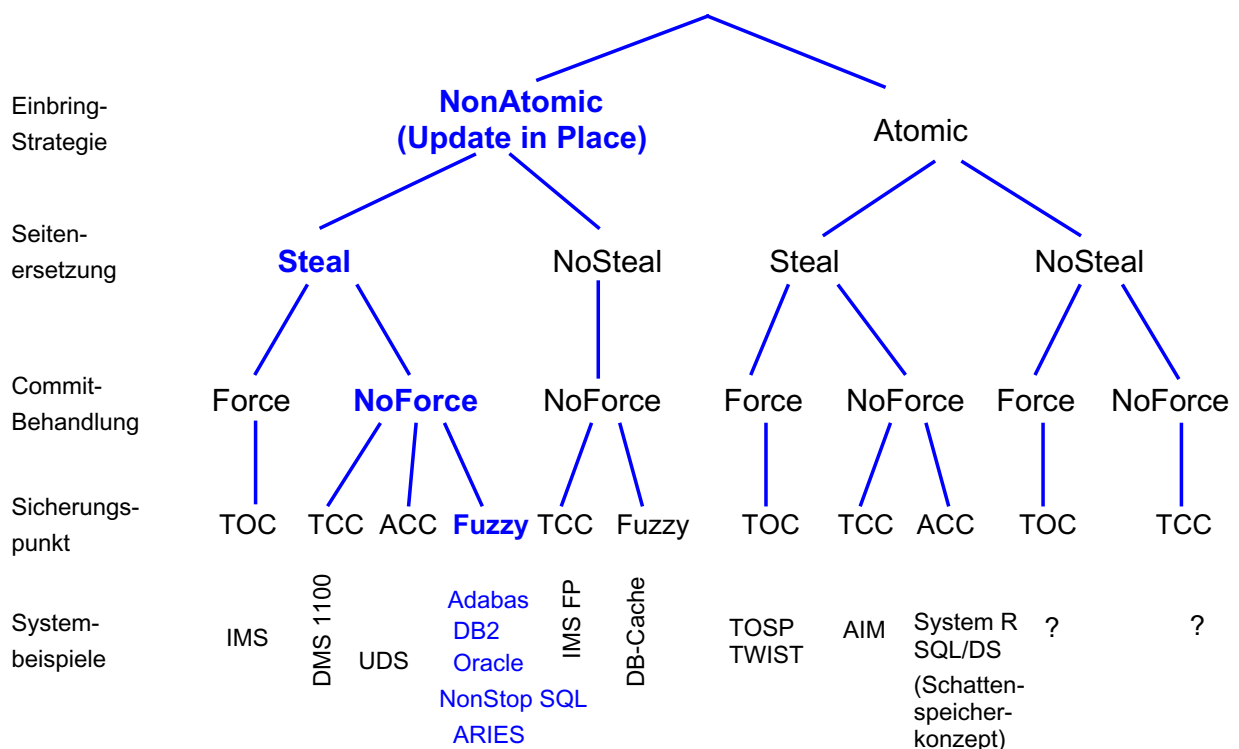 Einbring-
Strategie
NonAtomic
(Update in Place)
Atomic
Seiten-
ersetzung
Steal
NoSteal
Steal
NoSteal
Commit-
Behandlung
Force
NoForce
NoForce
Force
NoForce
Force
NoForce
Sicherungs-
punkt
TOC
TCC
ACC
Fuzzy
TCC
Fuzzy
TOC
TCC
ACC
TOC
TCC
System-
beispiele
IMS
DMS 1100
UDS
Adabas
DB2
Oracle
NonStop SQL
ARIES
IMS FP
DB-Cache
TOSP
TWIST
AIM
System R
SQL/DS
(Schatten-
speicher-
konzept)
?
?